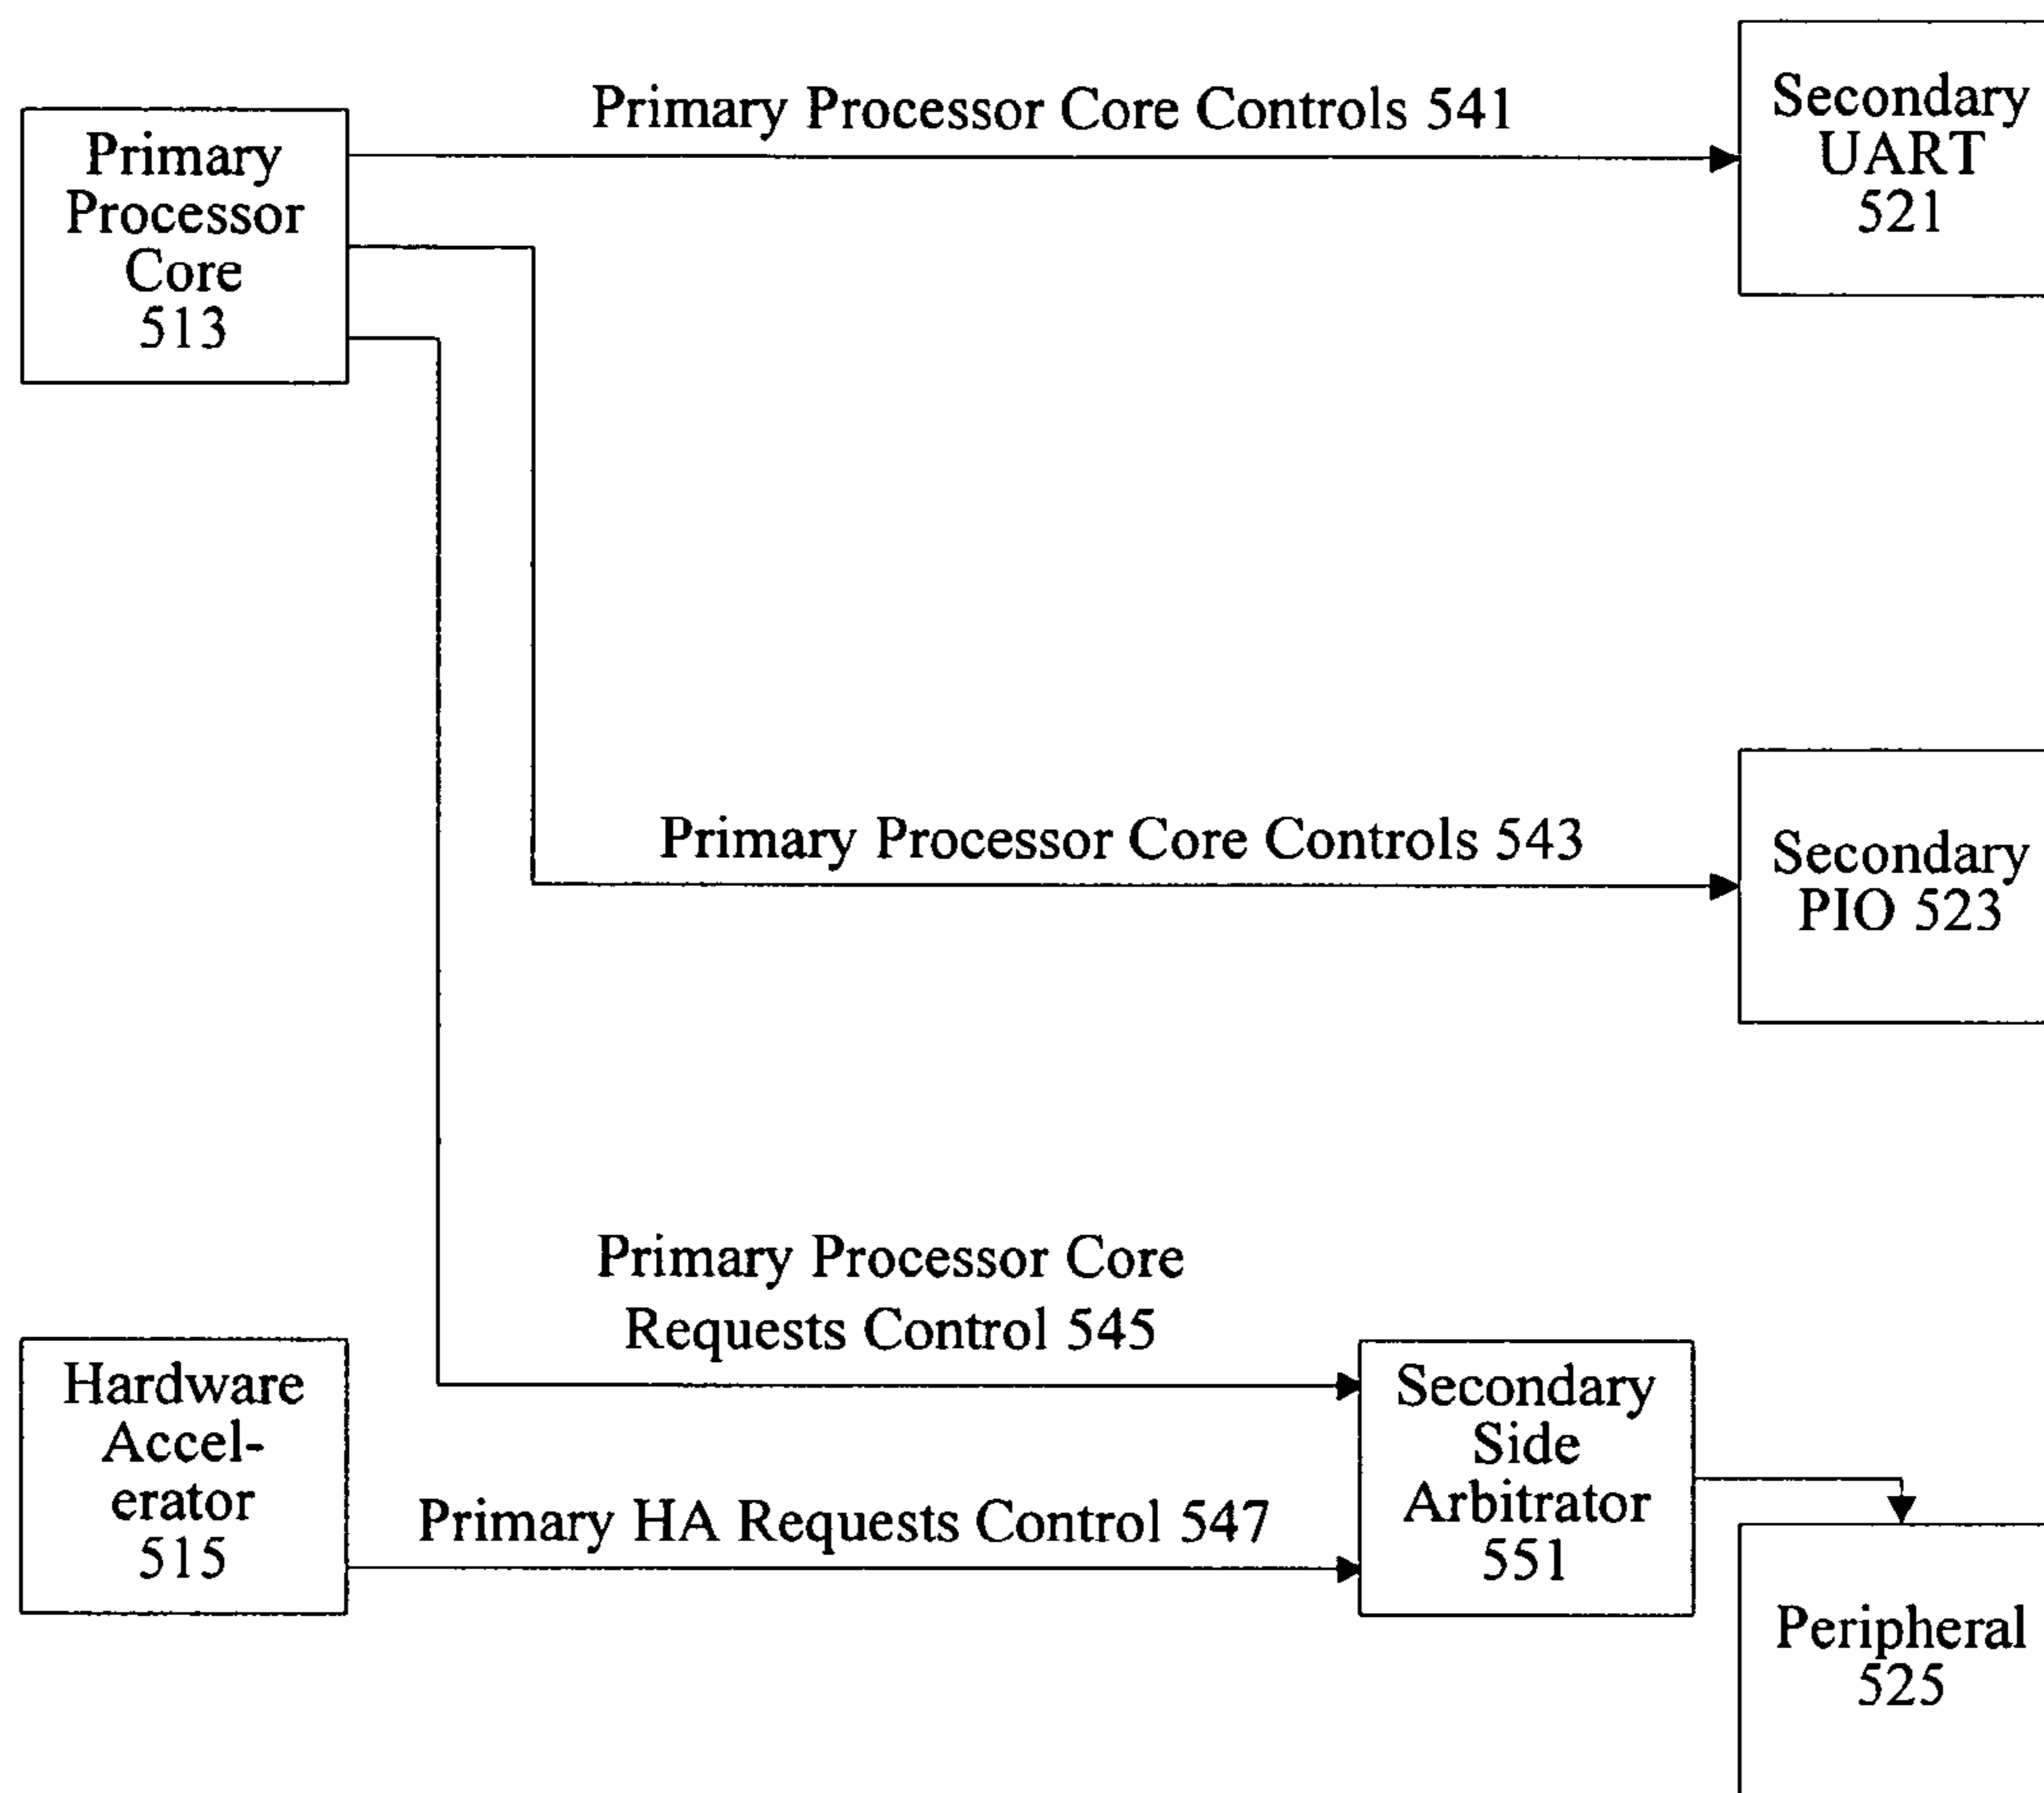 Primary Processor Core Controls 541
Secondary
UART
521
Primary
Processor
Core
513
Primary Processor Core Controls 543
Secondary
PIO 523
Primary Processor Core
Requests Control 545
Hardware
Accel-
erator
515
Primary HA Requests Control 547
Secondary
Side
Arbitrator
551
Peripheral
525